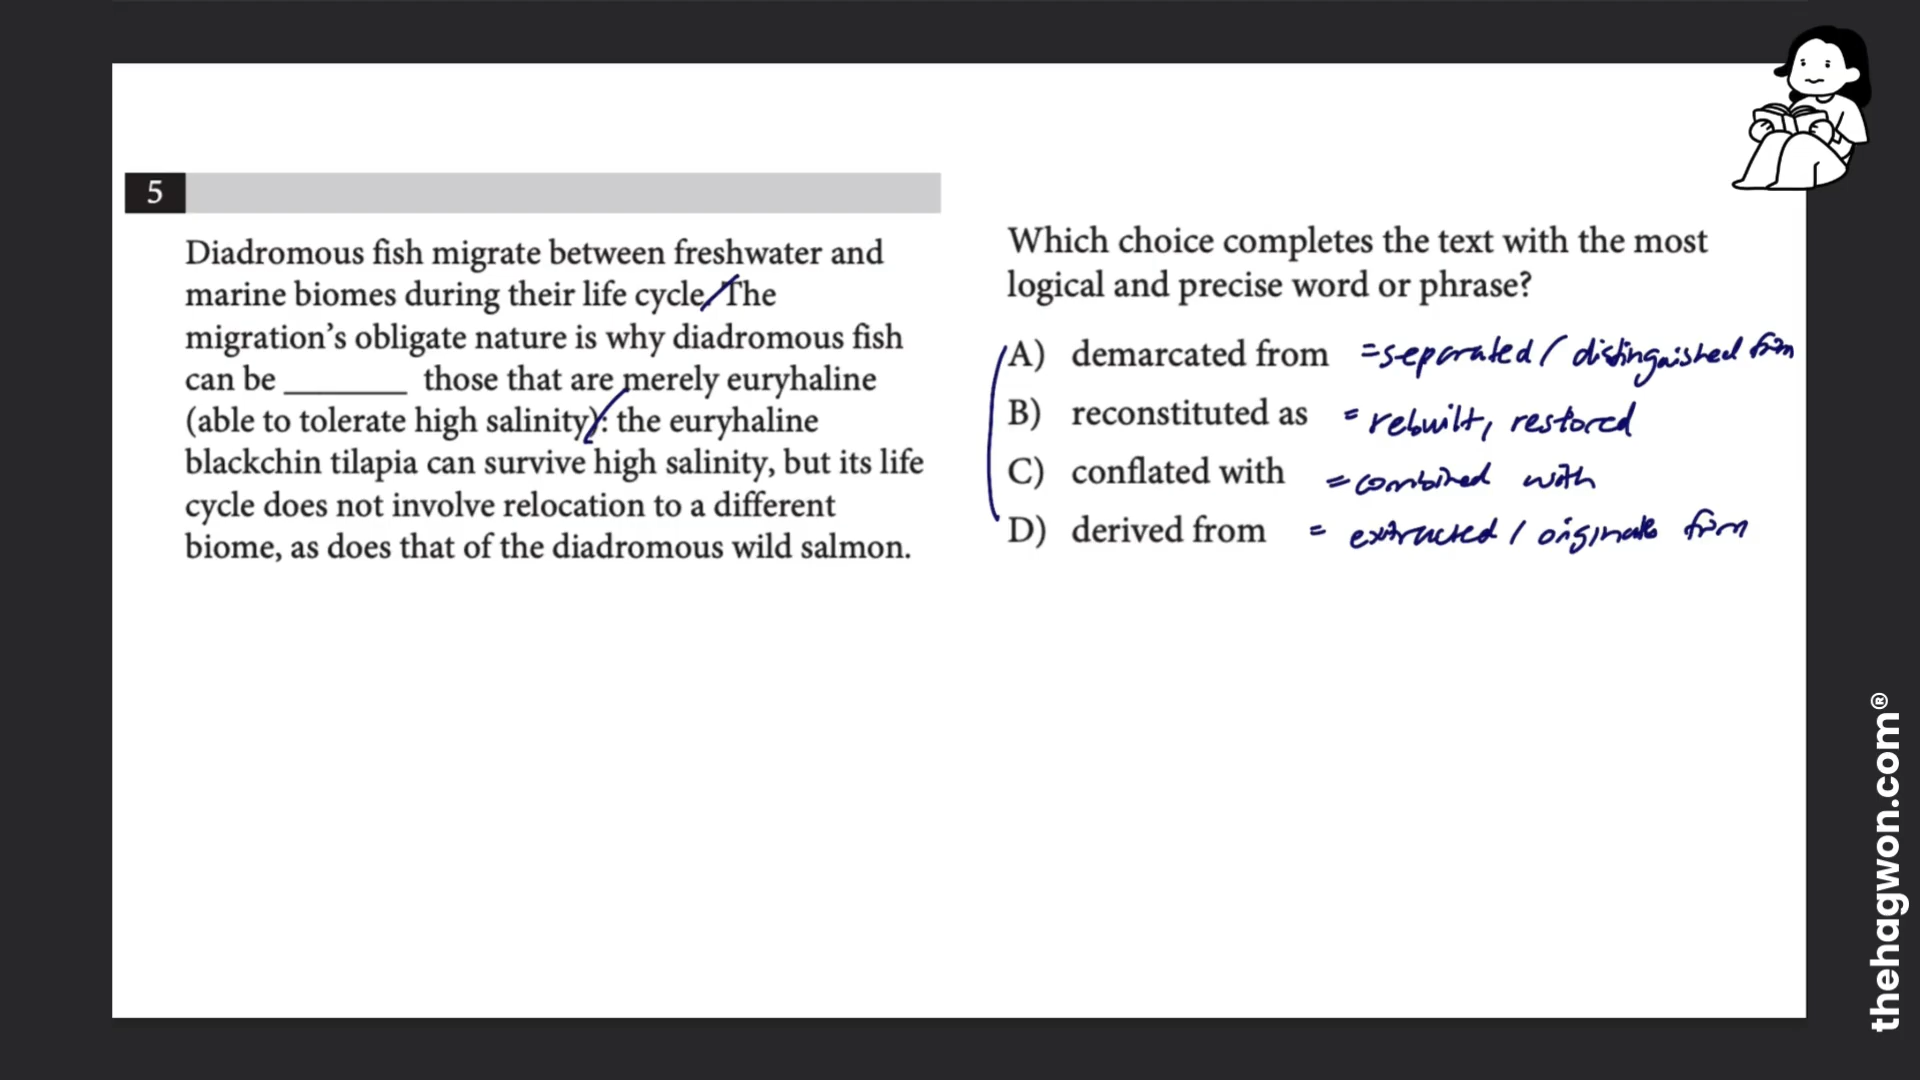 5
Diadromous fish migrate between freshwater and
marine biomes during their life cycle. The
migration's obligate nature is why diadromous fish
can be ________ those that are merely euryhaline
(able to tolerate high salinity): the euryhaline
blackchin tilapia can survive high salinity, but its life
cycle does not involve relocation to a different
biome, as does that of the diadromous wild salmon.
Which choice completes the text with the most
logical and precise word or phrase?
A) demarcated from = separated / distinguished from
B) reconstituted as = rebuilt, restored
C) conflated with = combined with
D) derived from = extracted / originate from
thehagwon.com®